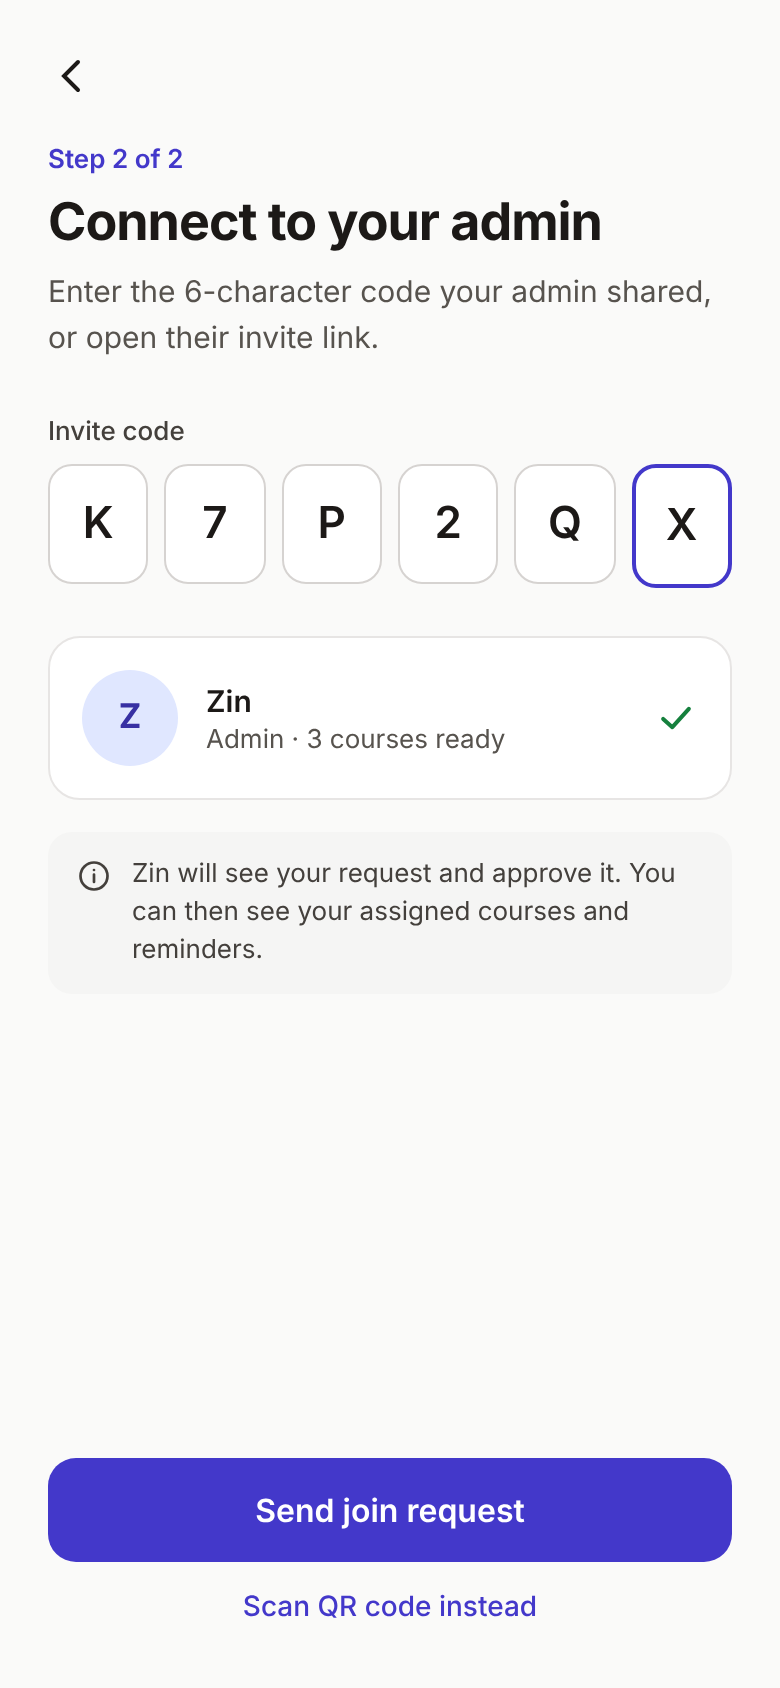 Step 2 of 2
Connect to your admin
Enter the 6-character code your admin shared,
or open their invite link.
Invite code
K 7 P 2 Q X
Z
Zin
Admin · 3 courses ready
Zin will see your request and approve it. You
can then see your assigned courses and
reminders.
Send join request
Scan QR code instead